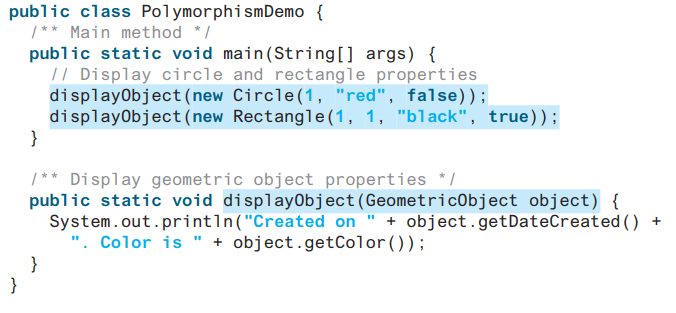 public class PolymorphismDemo {
  /** Main method */
  public static void main(String[] args) {
    // Display circle and rectangle properties
    displayObject(new Circle(1, "red", false));
    displayObject(new Rectangle(1, 1, "black", true));
  }

  /** Display geometric object properties */
  public static void displayObject(GeometricObject object) {
    System.out.println("Created on " + object.getDateCreated() +
      ". Color is " + object.getColor());
  }
}